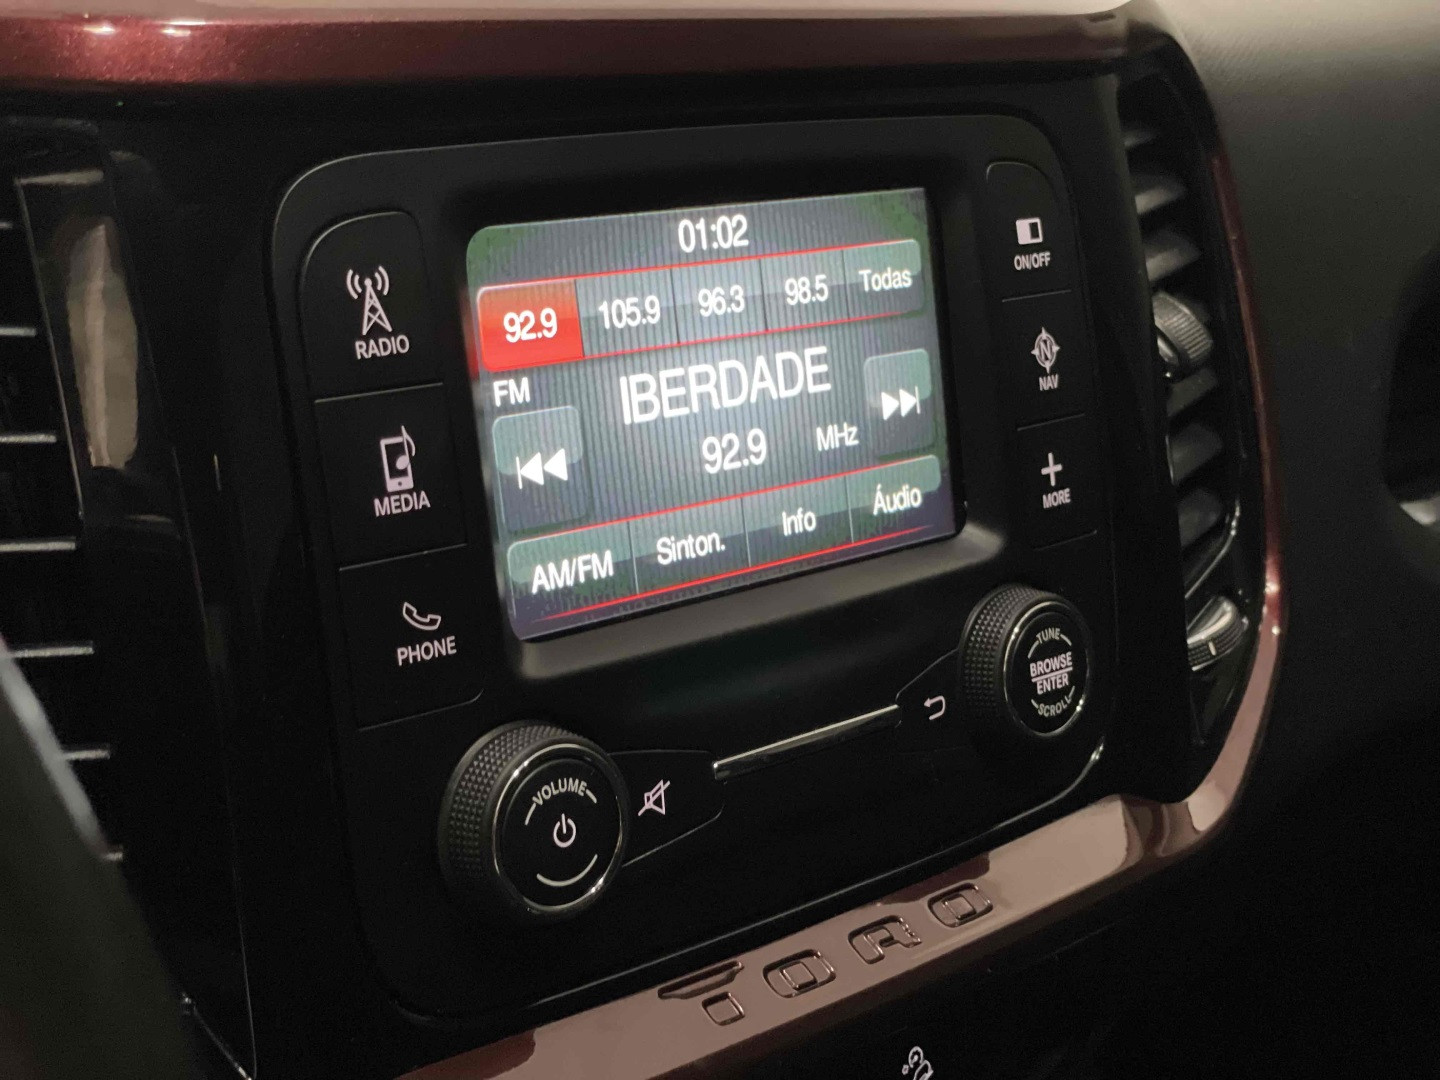 01:02
92.9 105.9 96.3 98.5 Todas
FM
IBERDADE
92.9 MHz
AM/FM Sinton. Info Áudio
RADIO
MEDIA
PHONE
ON/OFF
N
NAV
MORE
VOLUME
TUNE
BROWSE
ENTER
SCROLL
TORO